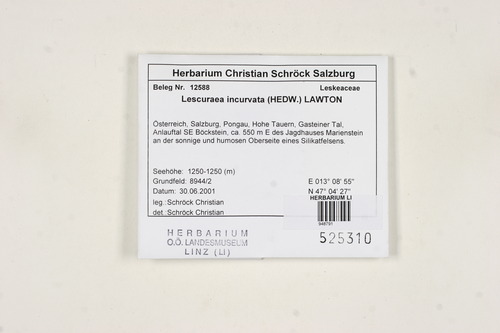 Herbarium Christian Schröck Salzburg
Beleg Nr. 12588 Leskeaceae
Lescuraea incurvata (HEDW.) LAWTON
Österreich, Salzburg, Pongau, Hohe Tauern, Gasteiner Tal,
Anlauftal SE Böckstein, ca. 550 m E des Jagdhauses Marienstein
an der sonnige und humosen Oberseite eines Silikatfelsens.
Seehöhe: 1250-1250 (m)
Grundfeld: 8944/2 E 013° 08' 55"
Datum: 30.06.2001 N 47° 04' 27"
HERBARIUM LI
leg.: Schröck Christian
det.: Schröck Christian
HERBARIUM
O.Ö. LANDESMUSEUM
LINZ (LI)
525310